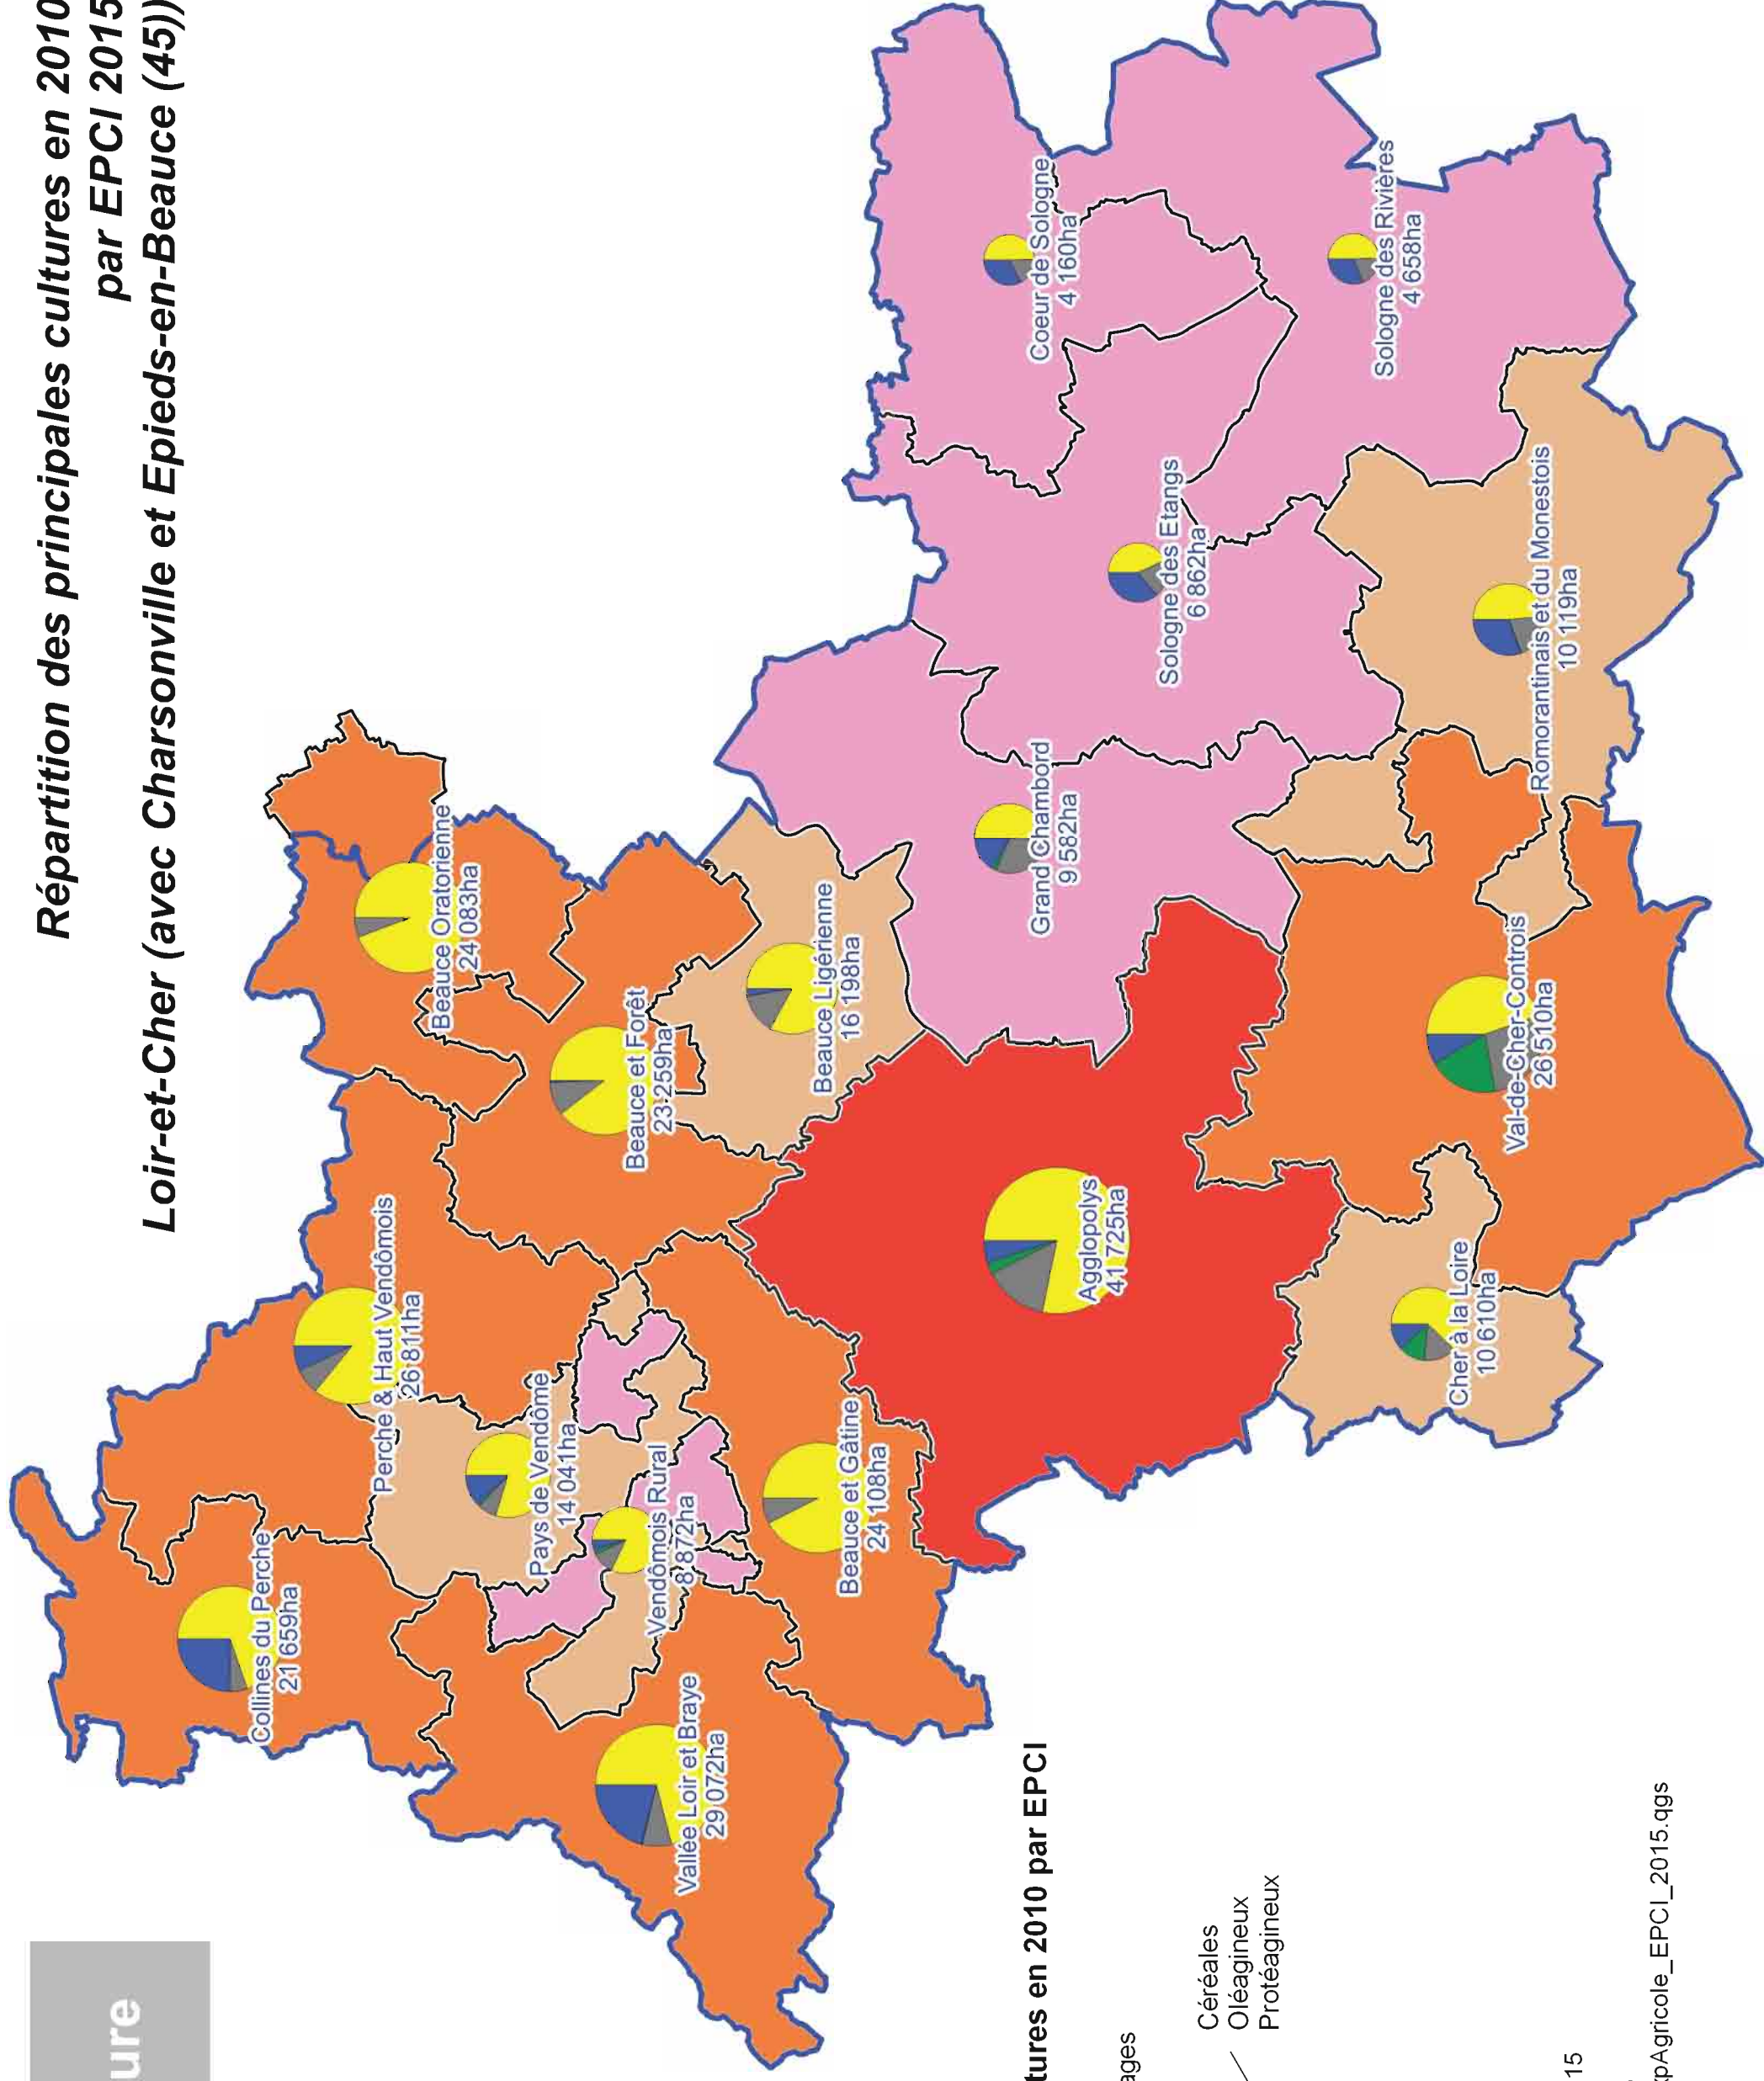 Répartition des principales cultures en 2010
par EPCI 2015
Loir-et-Cher (avec Charsonville et Epieds-en-Beauce (45))
ure
Collines du Perche
21 659ha
Perche & Haut Vendômois
26 811ha
Beauce Oratorienne
24 083ha
Pays de Vendôme
14 041ha
Beauce et Forêt
23 259ha
Vendômois Rural
8 872ha
Vallée Loir et Braye
29 072ha
Beauce et Gâtine
24 108ha
Beauce Ligérienne
16 198ha
Coeur de Sologne
4 160ha
Grand Chambord
9 582ha
Agglopolys
41 725ha
Sologne des Etangs
6 862ha
Sologne des Rivières
4 658ha
Cher à la Loire
10 610ha
Val-de-Cher-Controis
26 510ha
Romorantinais et du Monestois
10 119ha
tures en 2010 par EPCI
ages
Céréales
Oléagineux
Protéagineux
15
pAgricole_EPCI_2015.qgs